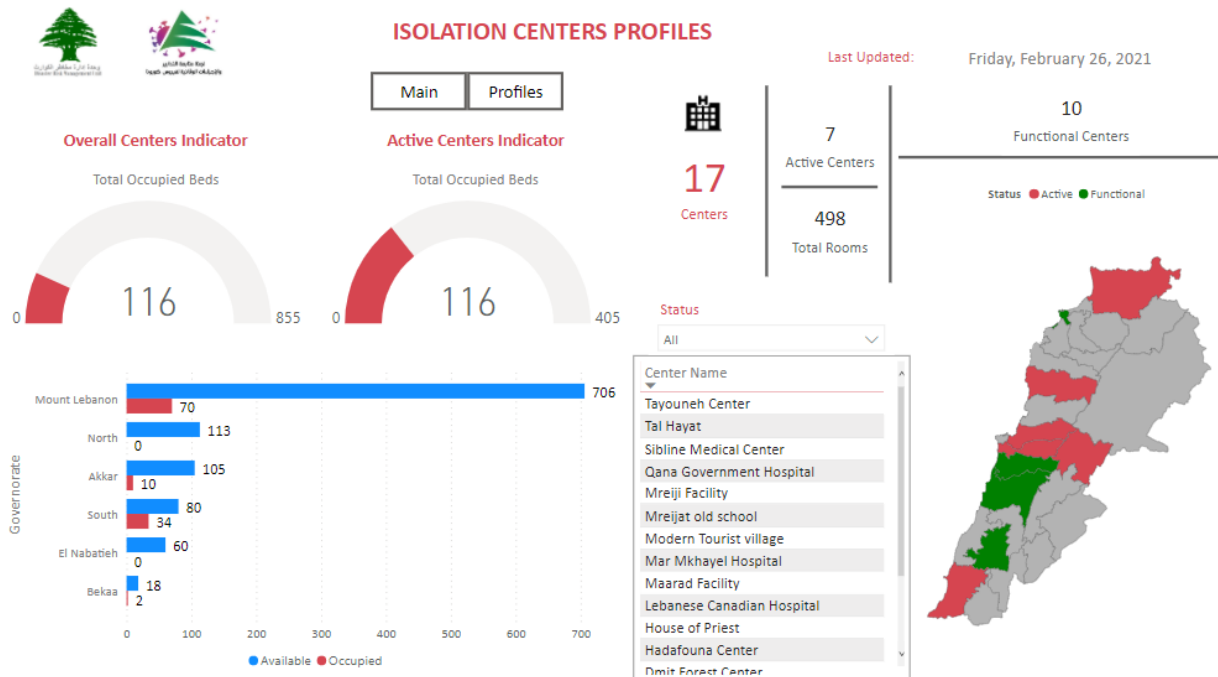 ISOLATION CENTERS PROFILES
Last Updated:
Friday, February 26, 2021
Main
Profiles
Overall Centers Indicator
Total Occupied Beds
116
0
855
Active Centers Indicator
Total Occupied Beds
116
0
405
17
Centers
7
Active Centers
498
Total Rooms
10
Functional Centers
Status Active Functional
Status
All
Center Name
Tayouneh Center
Tal Hayat
Sibline Medical Center
Qana Government Hospital
Mreiji Facility
Mreijat old school
Modern Tourist village
Mar Mkhayel Hospital
Maarad Facility
Lebanese Canadian Hospital
House of Priest
Hadafouna Center
Dmit Forest Center
Governorate
Mount Lebanon
706
70
North
113
0
Akkar
105
10
South
80
34
El Nabatieh
60
0
Bekaa
18
2
0 100 200 300 400 500 600 700
Available Occupied